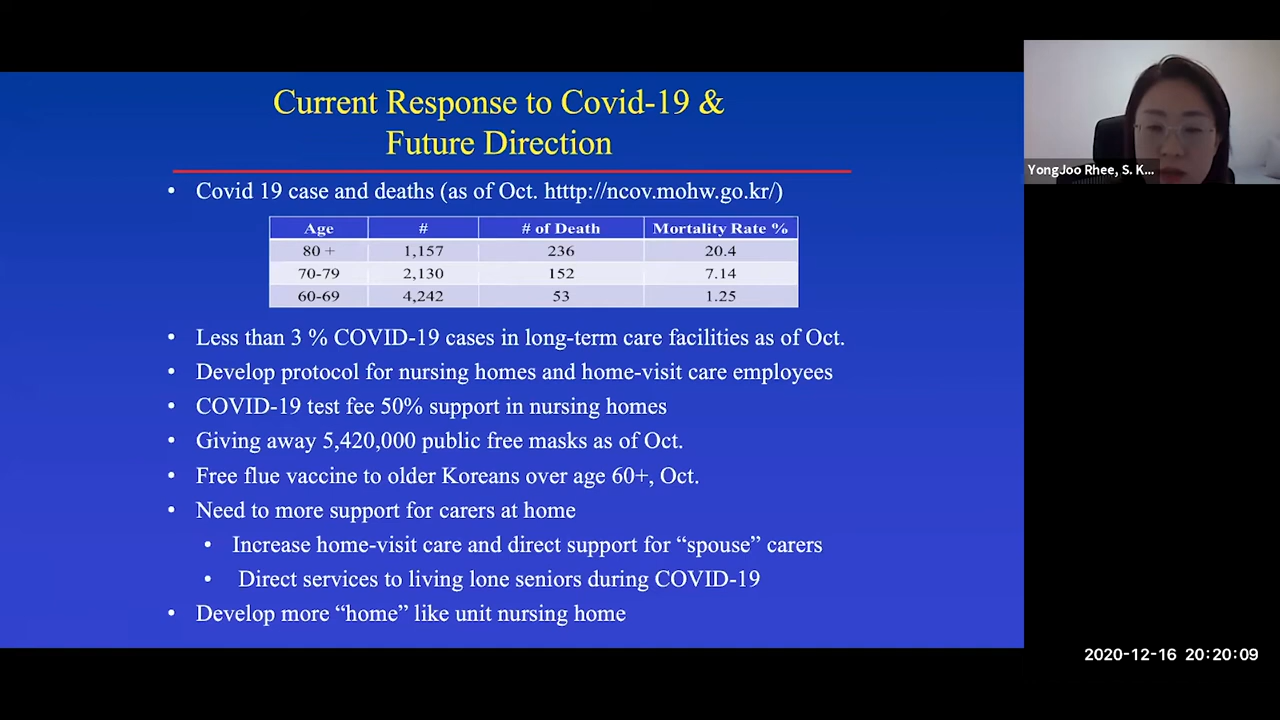 Current Response to Covid-19 &
Future Direction
• Covid 19 case and deaths (as of Oct. htttp://ncov.mohw.go.kr/)
Age # # of Death Mortality Rate %
80 + 1,157 236 20.4
70-79 2,130 152 7.14
60-69 4,242 53 1.25
• Less than 3 % COVID-19 cases in long-term care facilities as of Oct.
• Develop protocol for nursing homes and home-visit care employees
• COVID-19 test fee 50% support in nursing homes
• Giving away 5,420,000 public free masks as of Oct.
• Free flue vaccine to older Koreans over age 60+, Oct.
• Need to more support for carers at home
• Increase home-visit care and direct support for “spouse” carers
• Direct services to living lone seniors during COVID-19
• Develop more “home” like unit nursing home
YongJoo Rhee, S. K...
2020-12-16 20:20:09